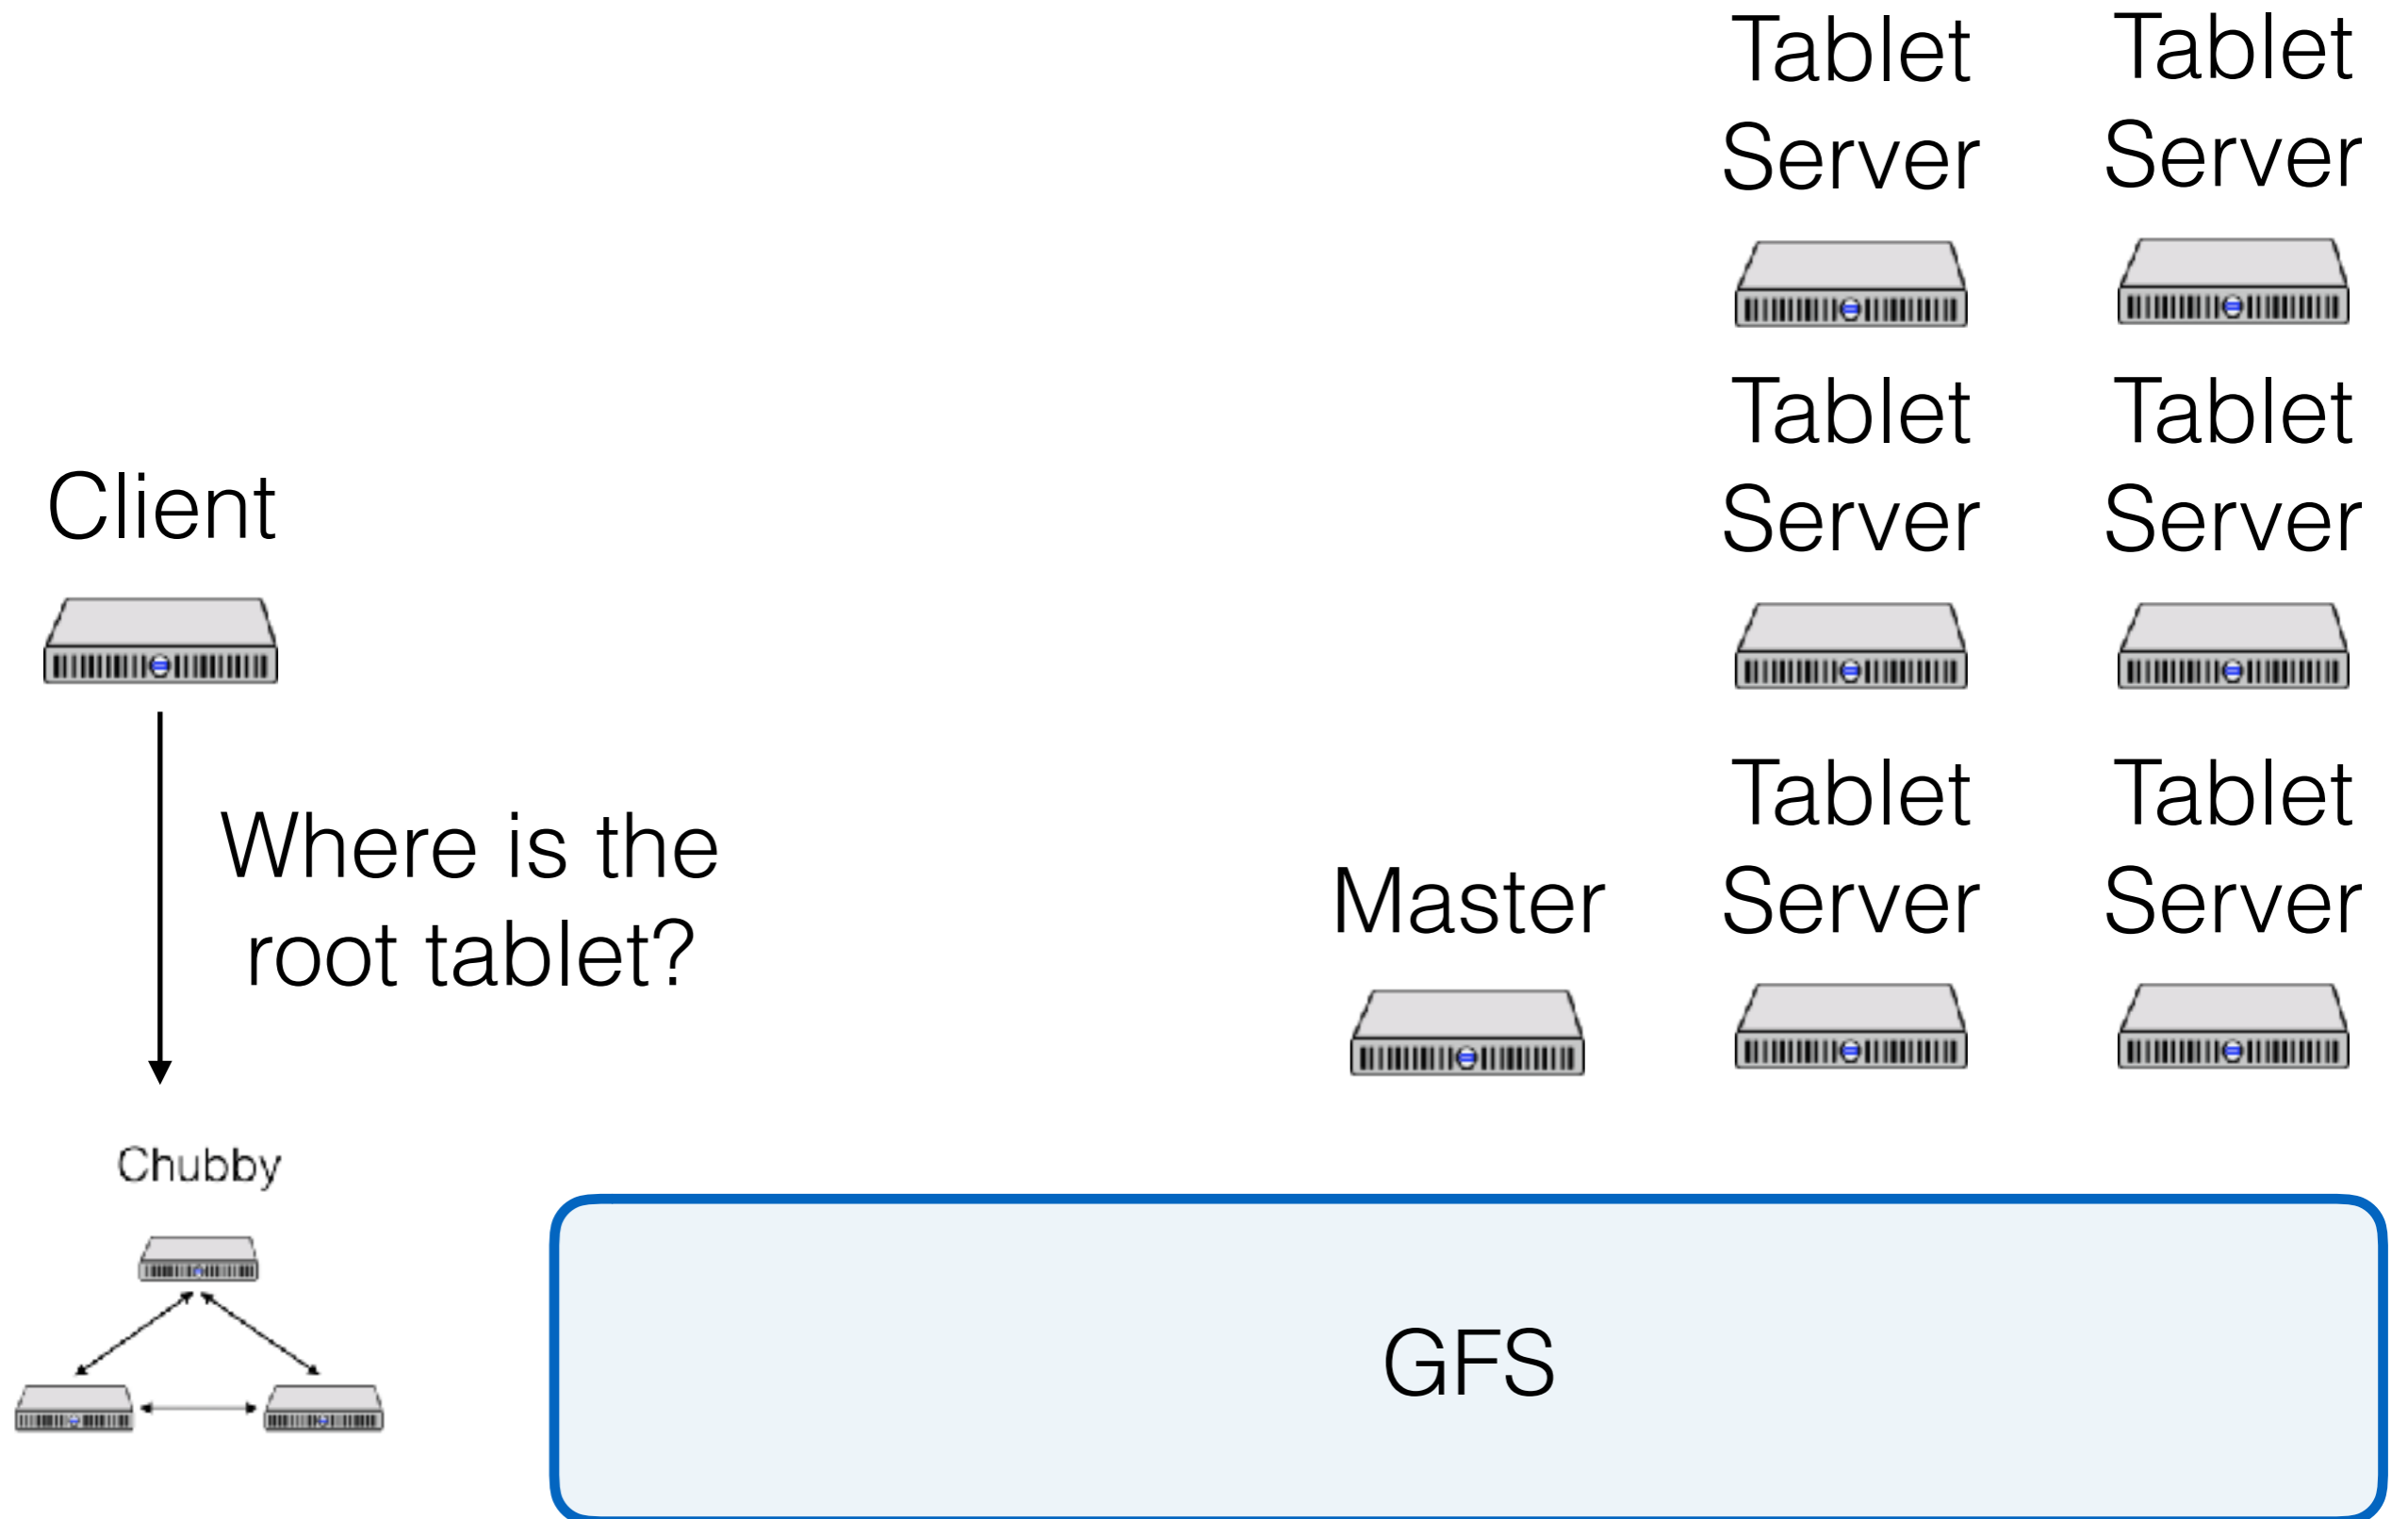 Tablet
Server
Tablet
Server
Tablet
Server
Tablet
Server
Client
Where is the
root tablet?
Master
Tablet
Server
Tablet
Server
Chubby
GFS